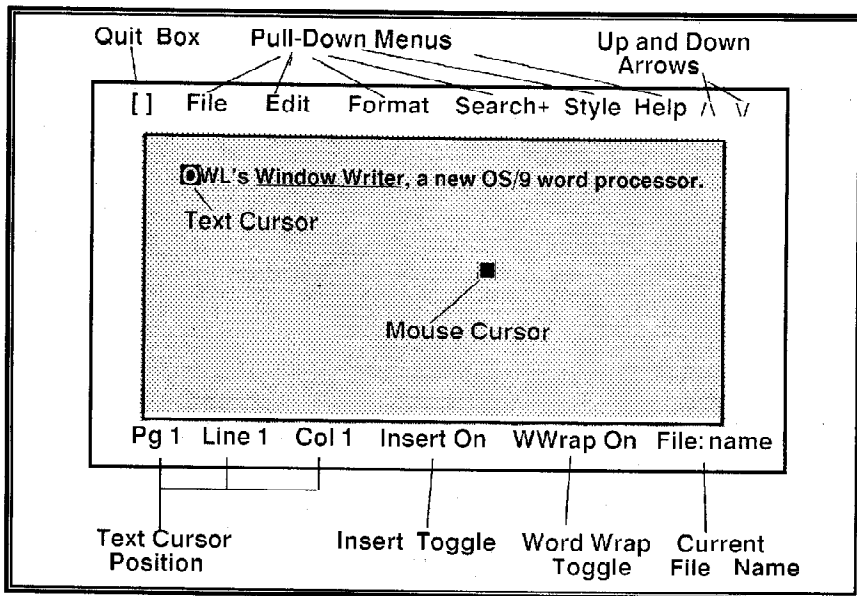 Quit Box Pull-Down Menus Up and Down
Arrows
[ ] File Edit Format Search+ Style Help /\ \/
OWL's Window Writer, a new OS/9 word processor.
Text Cursor
Mouse Cursor
Pg 1 Line 1 Col 1 Insert On WWrap On File: name
Text Cursor Insert Toggle Word Wrap Current
Position Toggle File Name